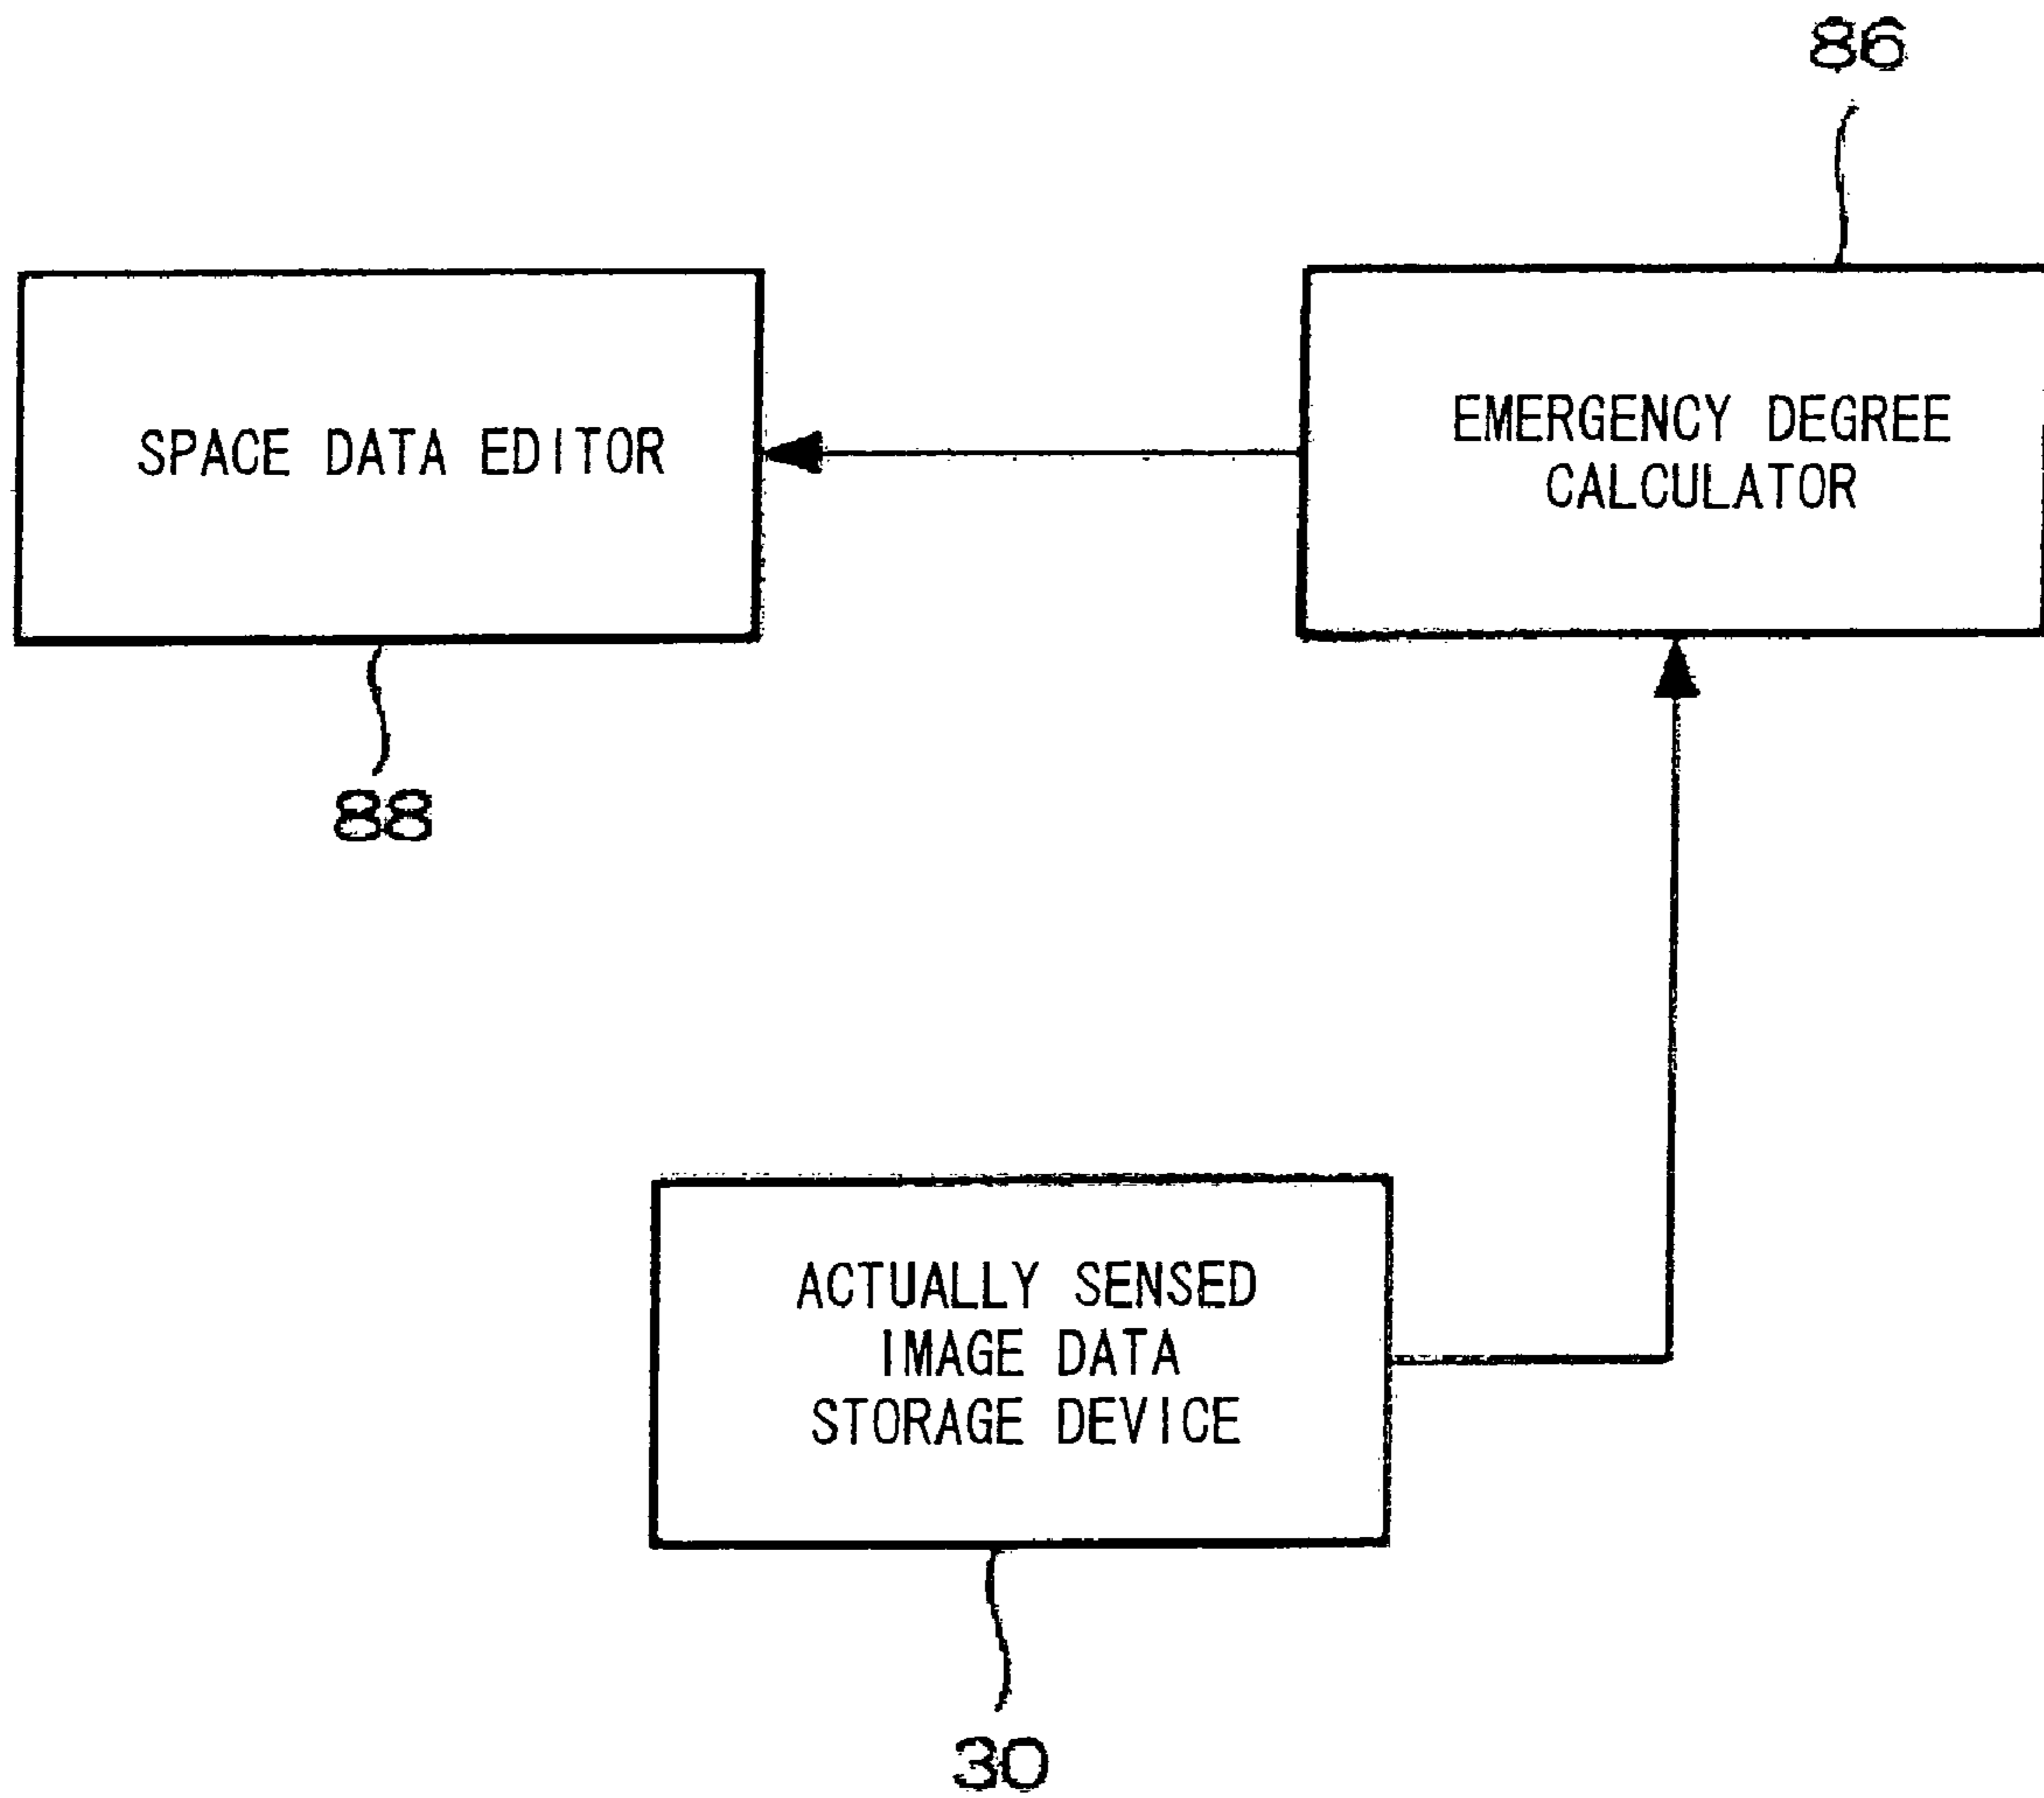 86
SPACE DATA EDITOR
EMERGENCY DEGREE
CALCULATOR
88
ACTUALLY SENSED
IMAGE DATA
STORAGE DEVICE
30